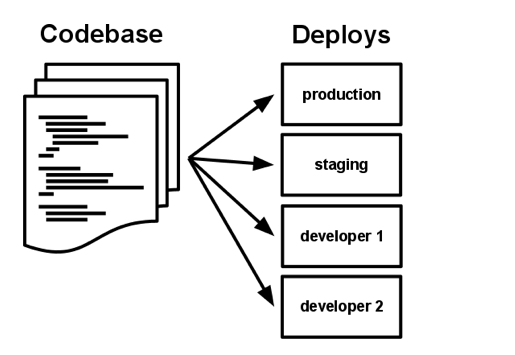 Codebase
Deploys
production
staging
developer 1
developer 2